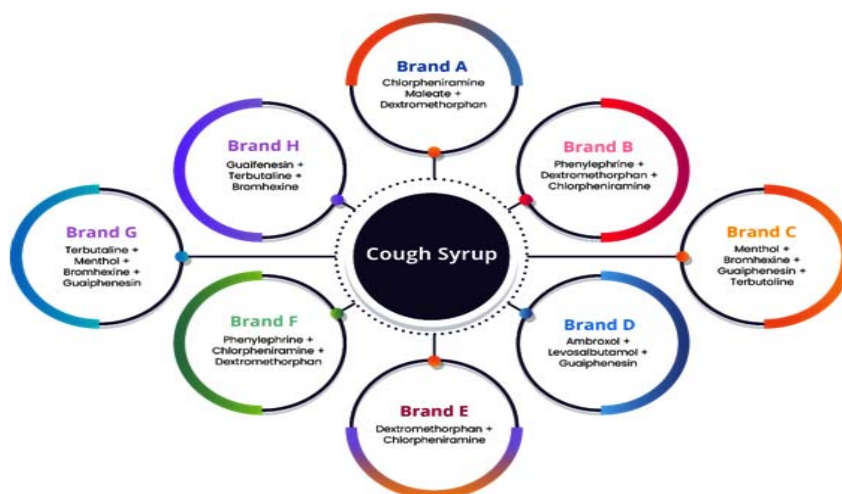 Brand A
Chlorpheniramine
Maleate +
Dextromethorphan
Brand H
Guaifenesin +
Terbutaline +
Bromhexine
Brand B
Phenylephrine +
Dextromethorphan +
Chlorpheniramine
Brand G
Terbutaline +
Menthol +
Bromhexine +
Guaiphenesin
Cough Syrup
Brand C
Menthol +
Bromhexine +
Guaiphenesin +
Terbutaline
Brand F
Phenylephrine +
Chlorpheniramine +
Dextromethorphan
Brand D
Ambroxol +
Levosalbutamol +
Guaiphenesin
Brand E
Dextromethorphan +
Chlorpheniramine